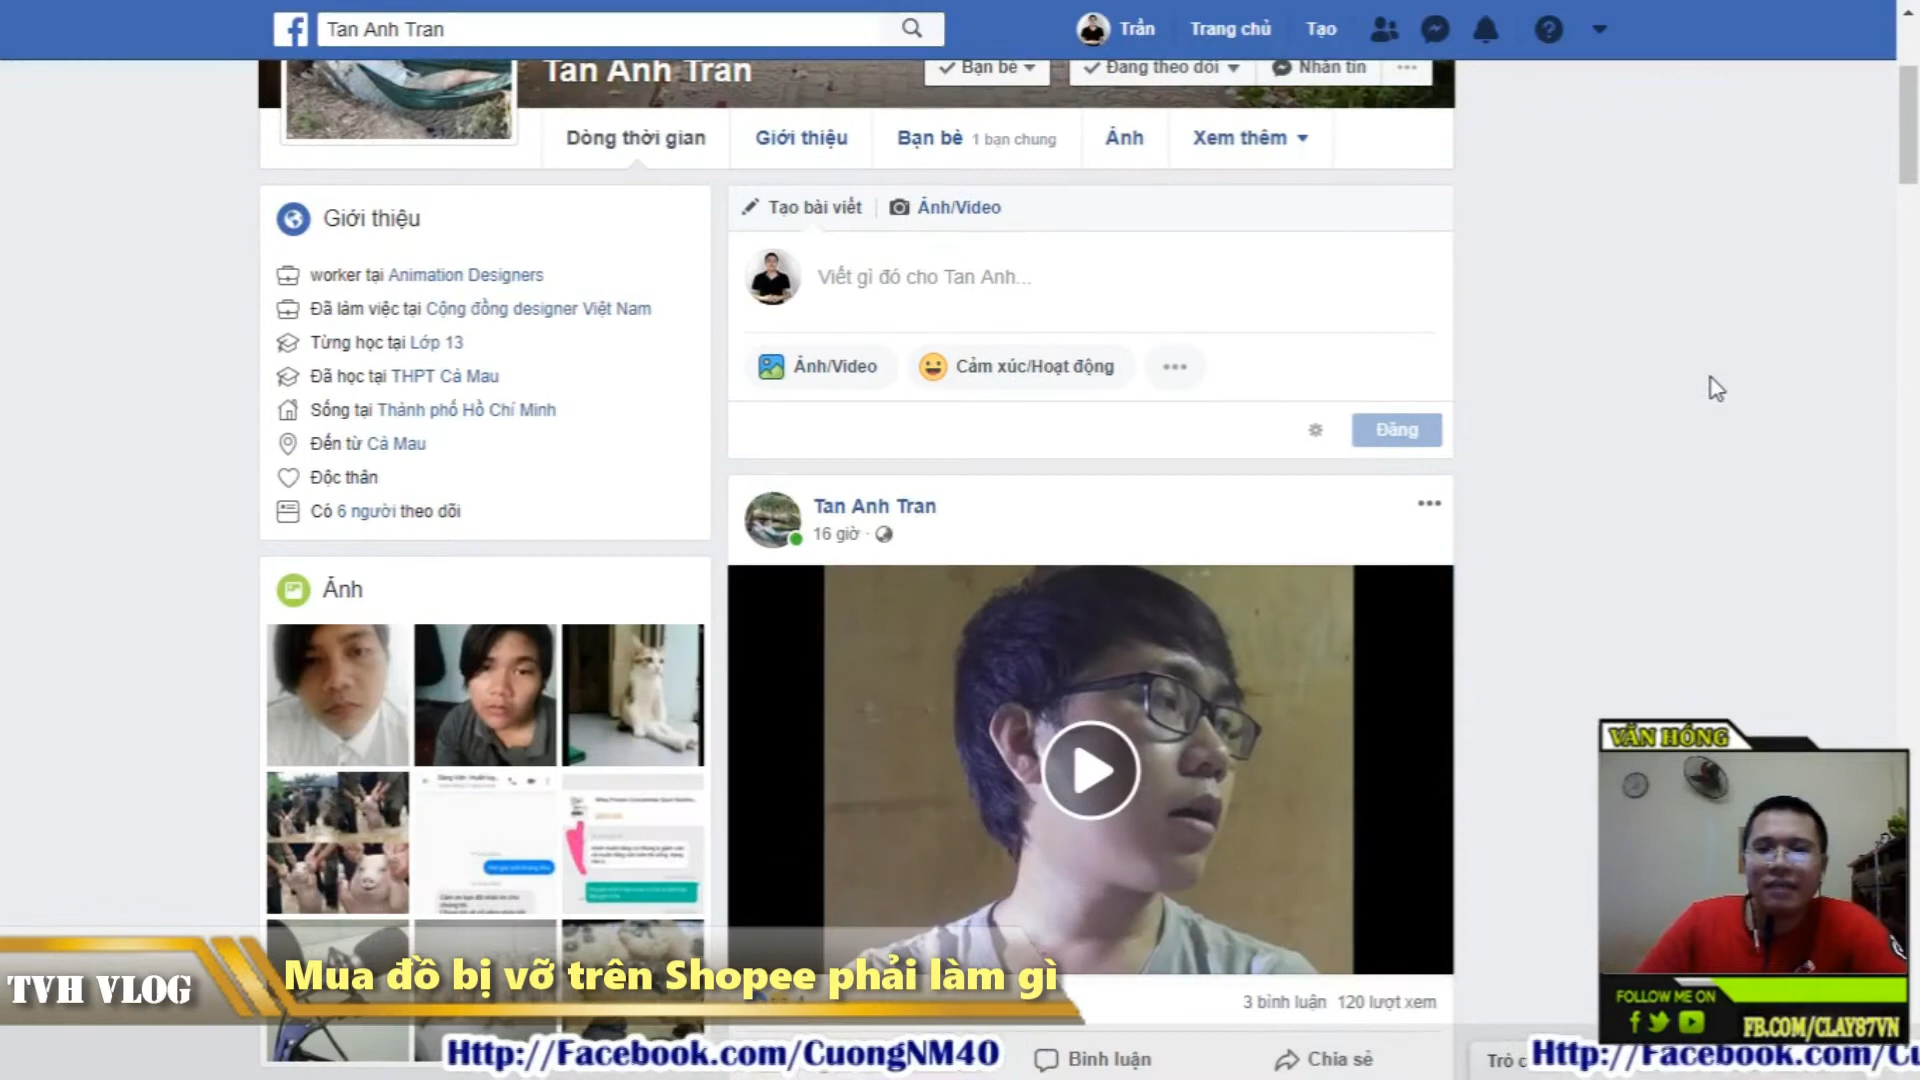 Tan Anh Tran
Trần
Trang chủ
Tạo
Tan Anh Tran
Bạn bè
Đang theo dõi
Nhắn tin
Dòng thời gian
Giới thiệu
Bạn bè 1 bạn chung
Ảnh
Xem thêm
Giới thiệu
worker tại Animation Designers
Đã làm việc tại Cộng đồng designer Việt Nam
Từng học tại Lớp 13
Đã học tại THPT Cà Mau
Sống tại Thành phố Hồ Chí Minh
Đến từ Cà Mau
Độc thân
Có 6 người theo dõi
Ảnh
Tạo bài viết
Ảnh/Video
Viết gì đó cho Tan Anh...
Ảnh/Video
Cảm xúc/Hoạt động
Đăng
Tan Anh Tran
16 giờ
3 bình luận 120 lượt xem
Bình luận
Chia sẻ
VĂN HÓNG
FOLLOW ME ON
FB.COM/CLAY87VN
TVH VLOG
Mua đồ bị vỡ trên Shopee phải làm gì
Http://Facebook.com/CuongNM40
Trò c
Http://Facebook.com/Cu